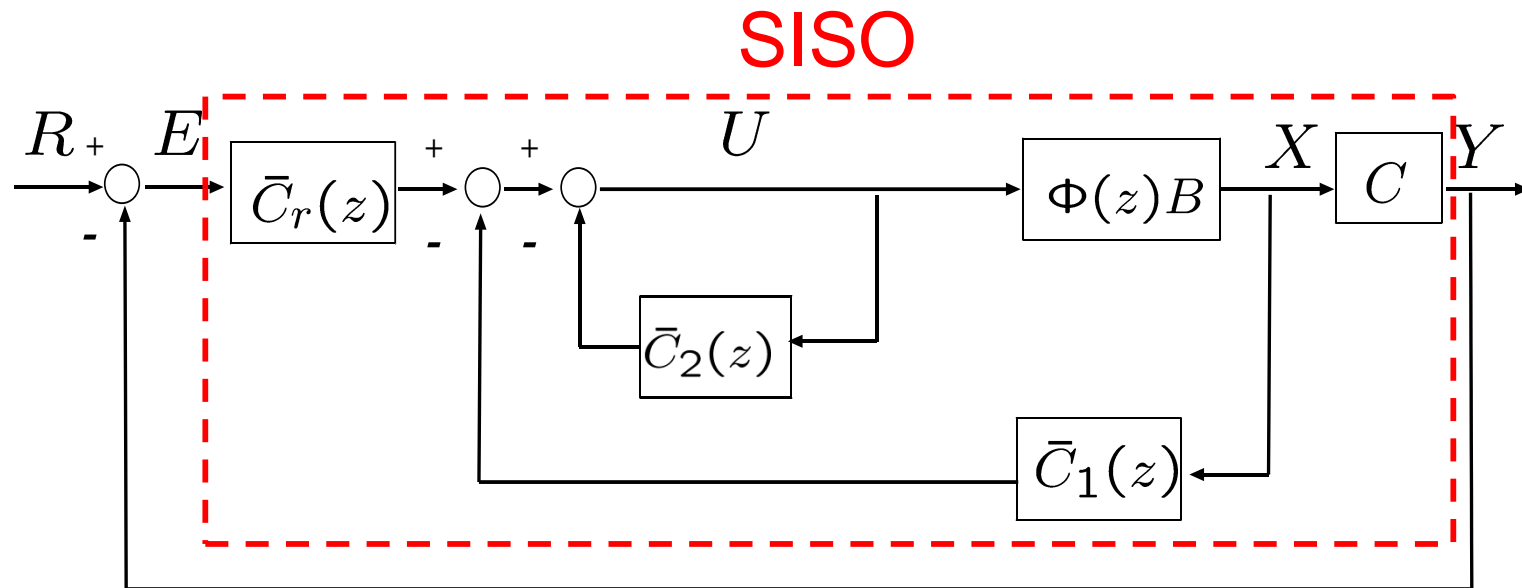 SISO
R + E U X Y
+ +
C̄r(z) Φ(z)B C
- - -
C̄2(z)
C̄1(z)